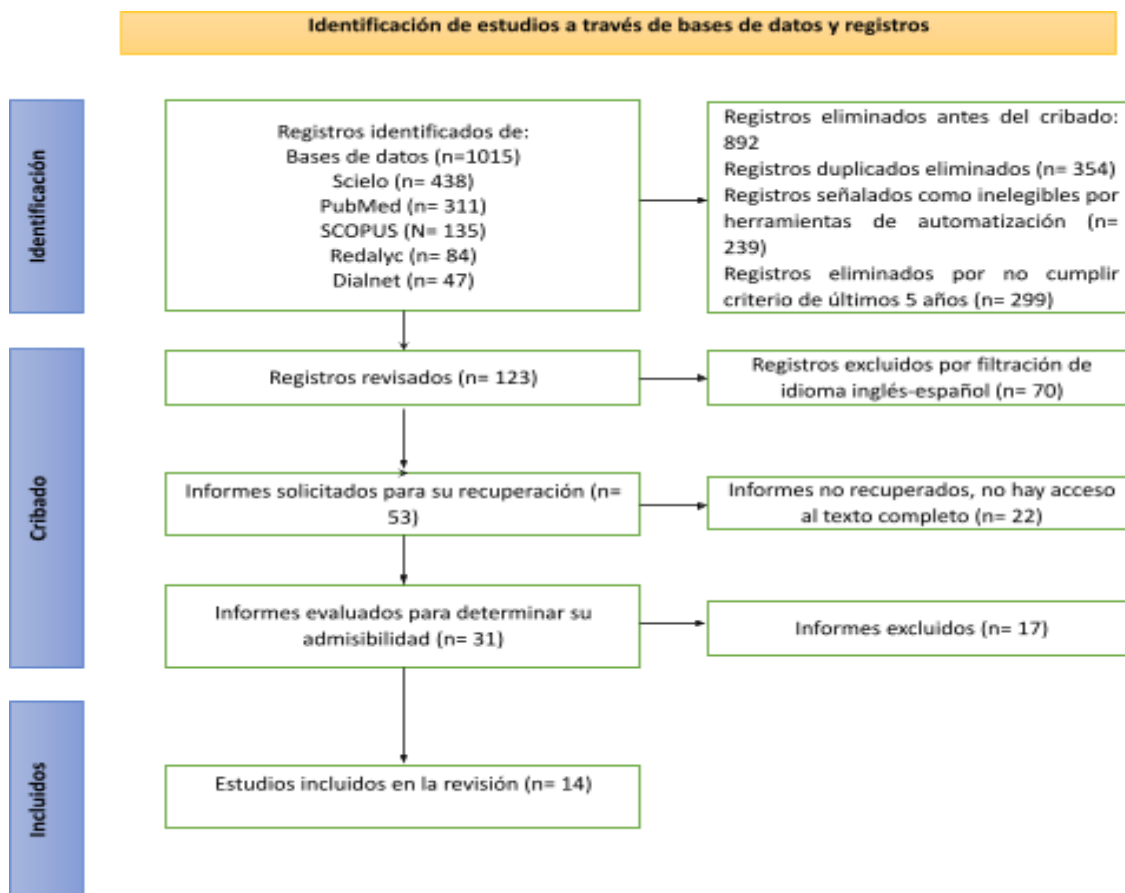 Identificación de estudios a través de bases de datos y registros
Identificación
Registros identificados de:
Bases de datos (n=1015)
Scielo (n= 438)
PubMed (n= 311)
SCOPUS (N= 135)
Redalyc (n= 84)
Dialnet (n= 47)
Registros eliminados antes del cribado:
892
Registros duplicados eliminados (n= 354)
Registros señalados como inelegibles por
herramientas de automatización (n=
239)
Registros eliminados por no cumplir
criterio de últimos 5 años (n= 299)
Cribado
Registros revisados (n= 123)
Registros excluidos por filtración de
idioma inglés-español (n= 70)
Informes solicitados para su recuperación (n=
53)
Informes no recuperados, no hay acceso
al texto completo (n= 22)
Informes evaluados para determinar su
admisibilidad (n= 31)
Informes excluidos (n= 17)
Incluidos
Estudios incluidos en la revisión (n= 14)